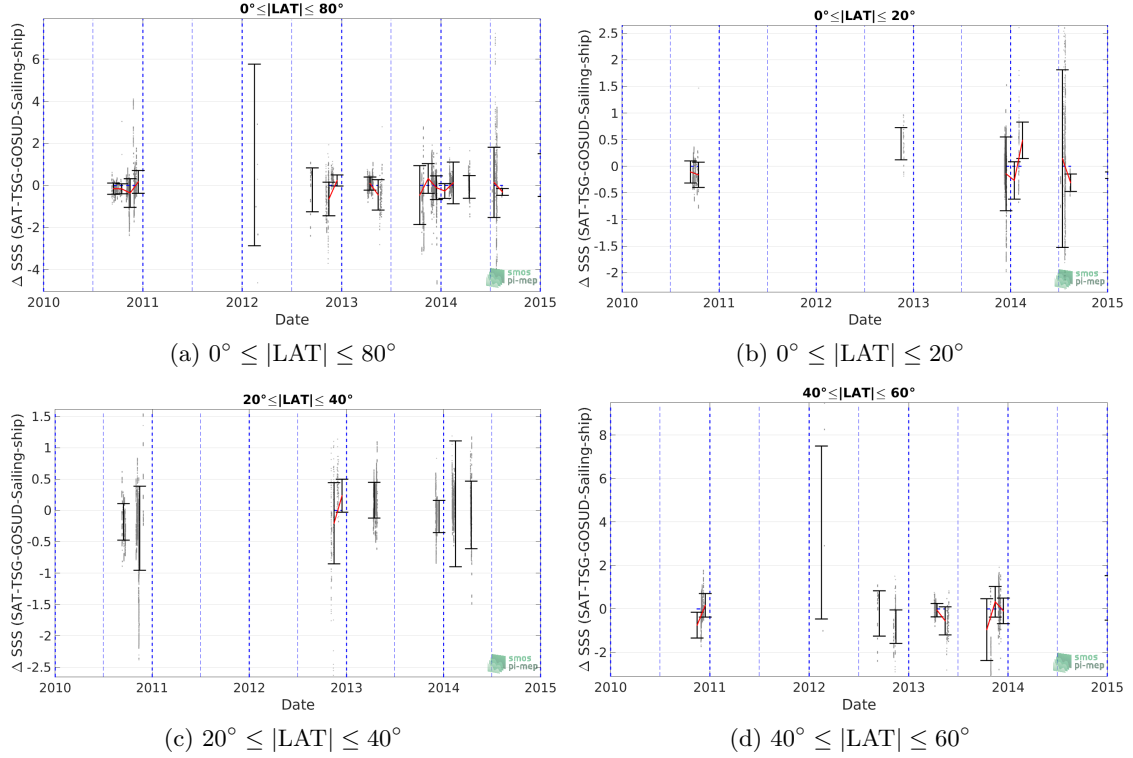 0°≤|LAT|≤ 80°
Δ SSS (SAT-TSG-GOSUD-Sailing-ship)
6
4
2
0
-2
-4
2010 2011 2012 2013 2014 2015
Date
smos
pi-mep
(a) 0° ≤ |LAT| ≤ 80°
0°≤|LAT|≤ 20°
Δ SSS (SAT-TSG-GOSUD-Sailing-ship)
2.5
2
1.5
1
0.5
0
-0.5
-1
-1.5
-2
2010 2011 2012 2013 2014 2015
Date
smos
pi-mep
(b) 0° ≤ |LAT| ≤ 20°
20°≤|LAT|≤ 40°
Δ SSS (SAT-TSG-GOSUD-Sailing-ship)
1.5
1
0.5
0
-0.5
-1
-1.5
-2
-2.5
2010 2011 2012 2013 2014 2015
Date
smos
pi-mep
(c) 20° ≤ |LAT| ≤ 40°
40°≤|LAT|≤ 60°
Δ SSS (SAT-TSG-GOSUD-Sailing-ship)
8
6
4
2
0
-2
2010 2011 2012 2013 2014 2015
Date
smos
pi-mep
(d) 40° ≤ |LAT| ≤ 60°